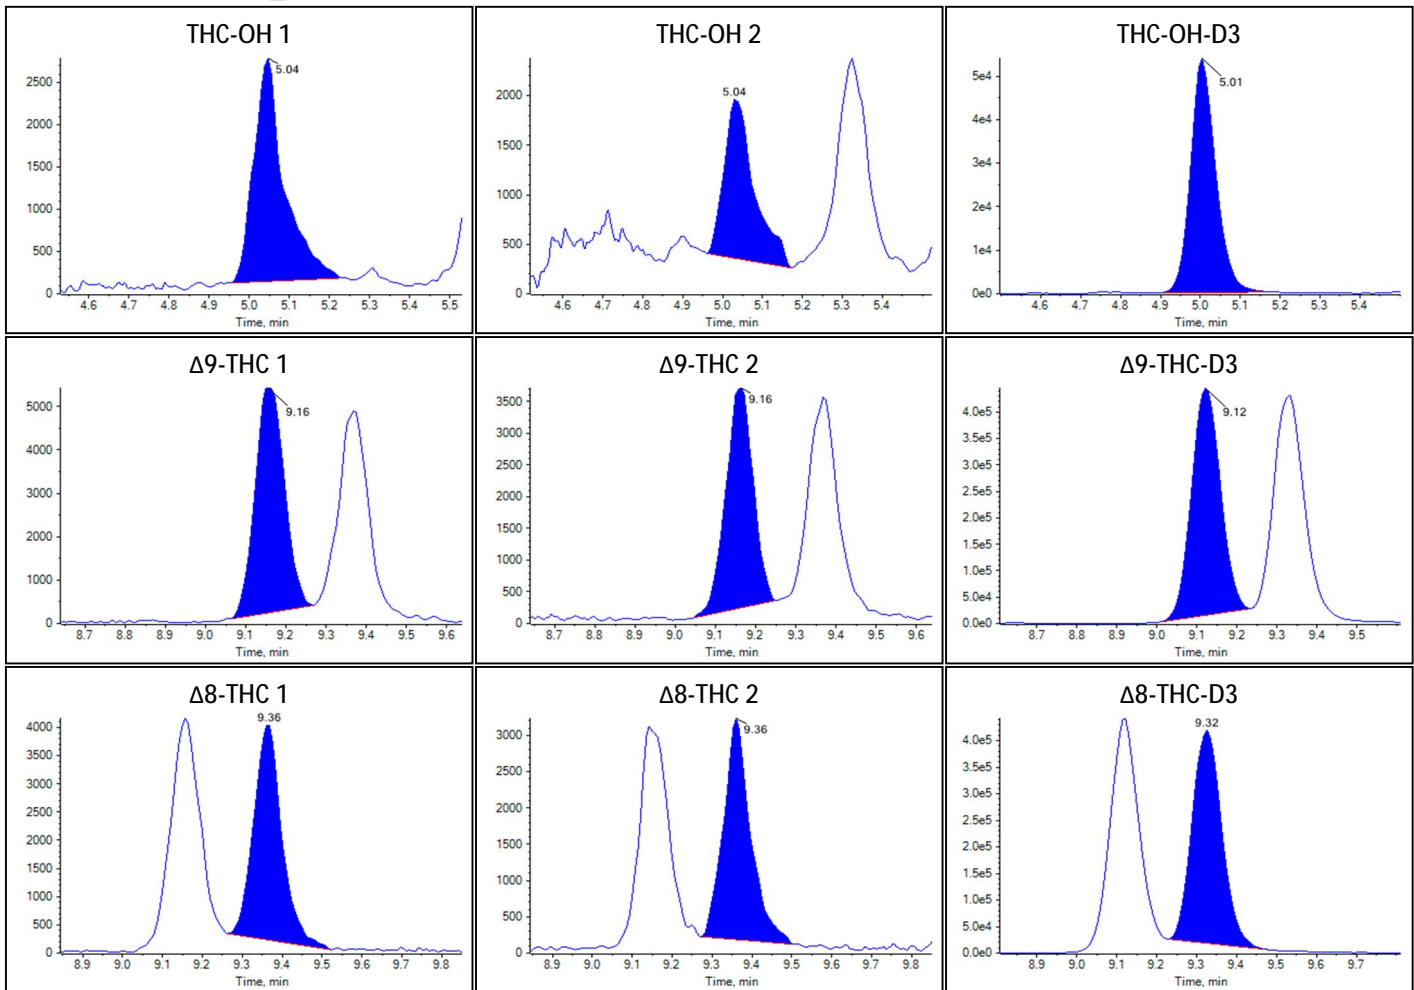 THC-OH 1
2500
2000
1500
1000
500
0
5.04
4.6 4.7 4.8 4.9 5.0 5.1 5.2 5.3 5.4 5.5
Time, min
THC-OH 2
2000
1500
1000
500
0
5.04
4.6 4.7 4.8 4.9 5.0 5.1 5.2 5.3 5.4
Time, min
THC-OH-D3
5e4
4e4
3e4
2e4
1e4
0e0
5.01
4.6 4.7 4.8 4.9 5.0 5.1 5.2 5.3 5.4
Time, min
Δ9-THC 1
5000
4000
3000
2000
1000
0
9.16
8.7 8.8 8.9 9.0 9.1 9.2 9.3 9.4 9.5 9.6
Time, min
Δ9-THC 2
3500
3000
2500
2000
1500
1000
500
0
9.16
8.7 8.8 8.9 9.0 9.1 9.2 9.3 9.4 9.5 9.6
Time, min
Δ9-THC-D3
4.0e5
3.5e5
3.0e5
2.5e5
2.0e5
1.5e5
1.0e5
5.0e4
0.0e0
9.12
8.7 8.8 8.9 9.0 9.1 9.2 9.3 9.4 9.5
Time, min
Δ8-THC 1
4000
3500
3000
2500
2000
1500
1000
500
0
9.36
8.9 9.0 9.1 9.2 9.3 9.4 9.5 9.6 9.7 9.8
Time, min
Δ8-THC 2
3000
2500
2000
1500
1000
500
0
9.36
8.9 9.0 9.1 9.2 9.3 9.4 9.5 9.6 9.7 9.8
Time, min
Δ8-THC-D3
4.0e5
3.5e5
3.0e5
2.5e5
2.0e5
1.5e5
1.0e5
5.0e4
0.0e0
9.32
8.9 9.0 9.1 9.2 9.3 9.4 9.5 9.6 9.7
Time, min